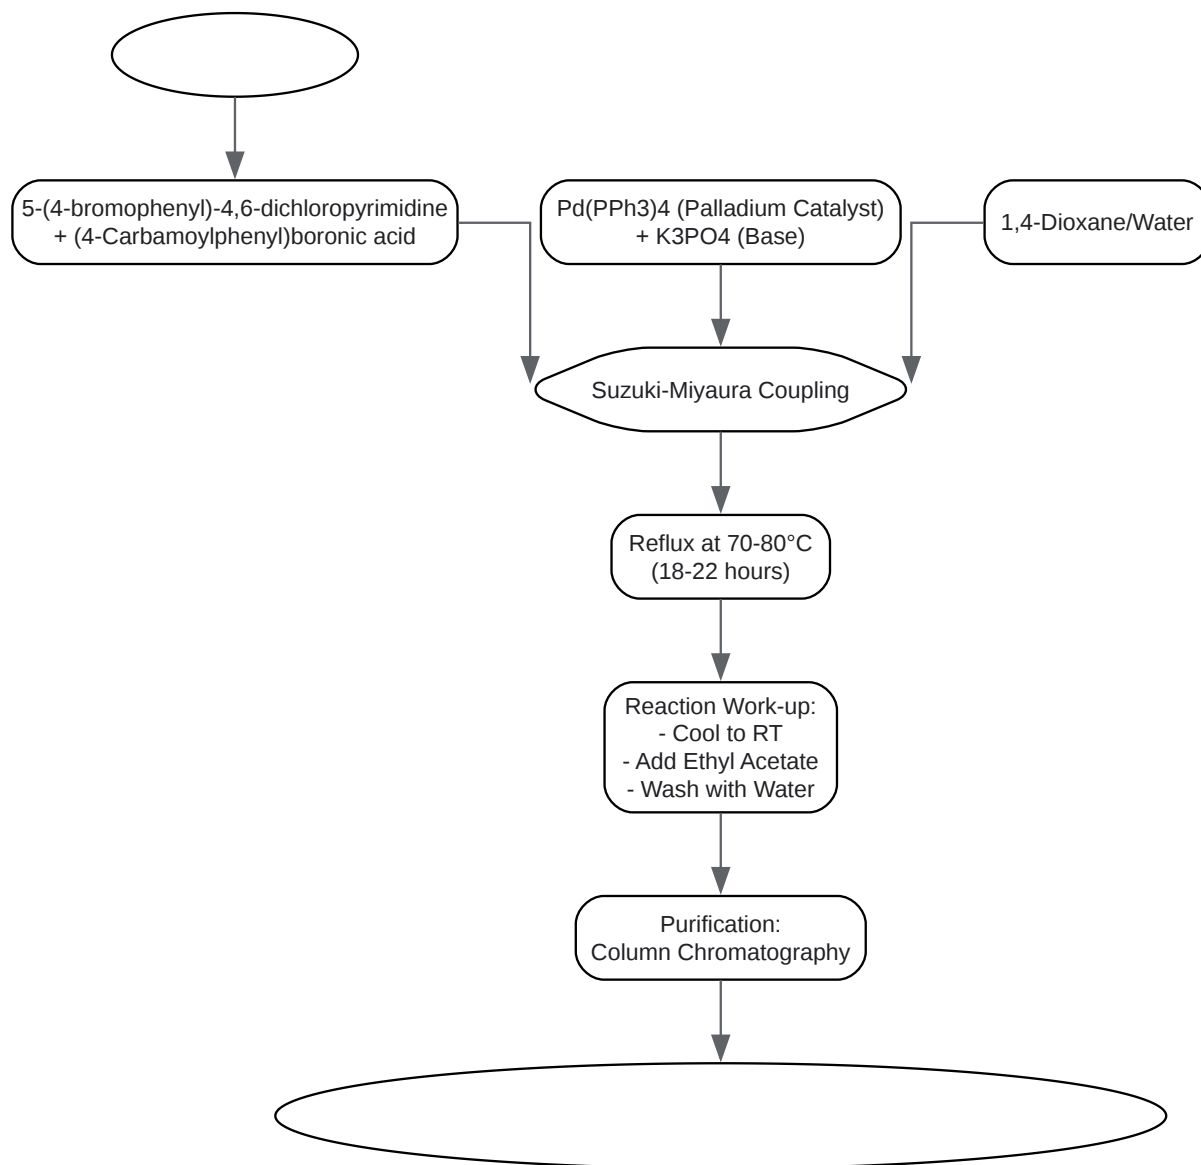 5-(4-bromophenyl)-4,6-dichloropyrimidine
+ (4-Carbamoylphenyl)boronic acid
Pd(PPh3)4 (Palladium Catalyst)
+ K3PO4 (Base)
1,4-Dioxane/Water
Suzuki-Miyaura Coupling
Reflux at 70-80°C
(18-22 hours)
Reaction Work-up:
- Cool to RT
- Add Ethyl Acetate
- Wash with Water
Purification:
Column Chromatography